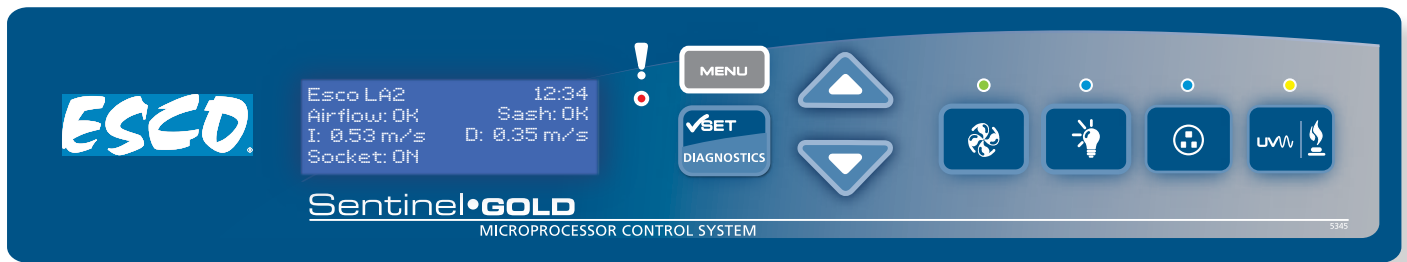 ESCO
Esco LA2 12:34
Airflow: OK Sash: OK
I: 0.53 m/s D: 0.35 m/s
Socket: ON
!
MENU
SET
DIAGNOSTICS
UV
Sentinel•GOLD
MICROPROCESSOR CONTROL SYSTEM
5345